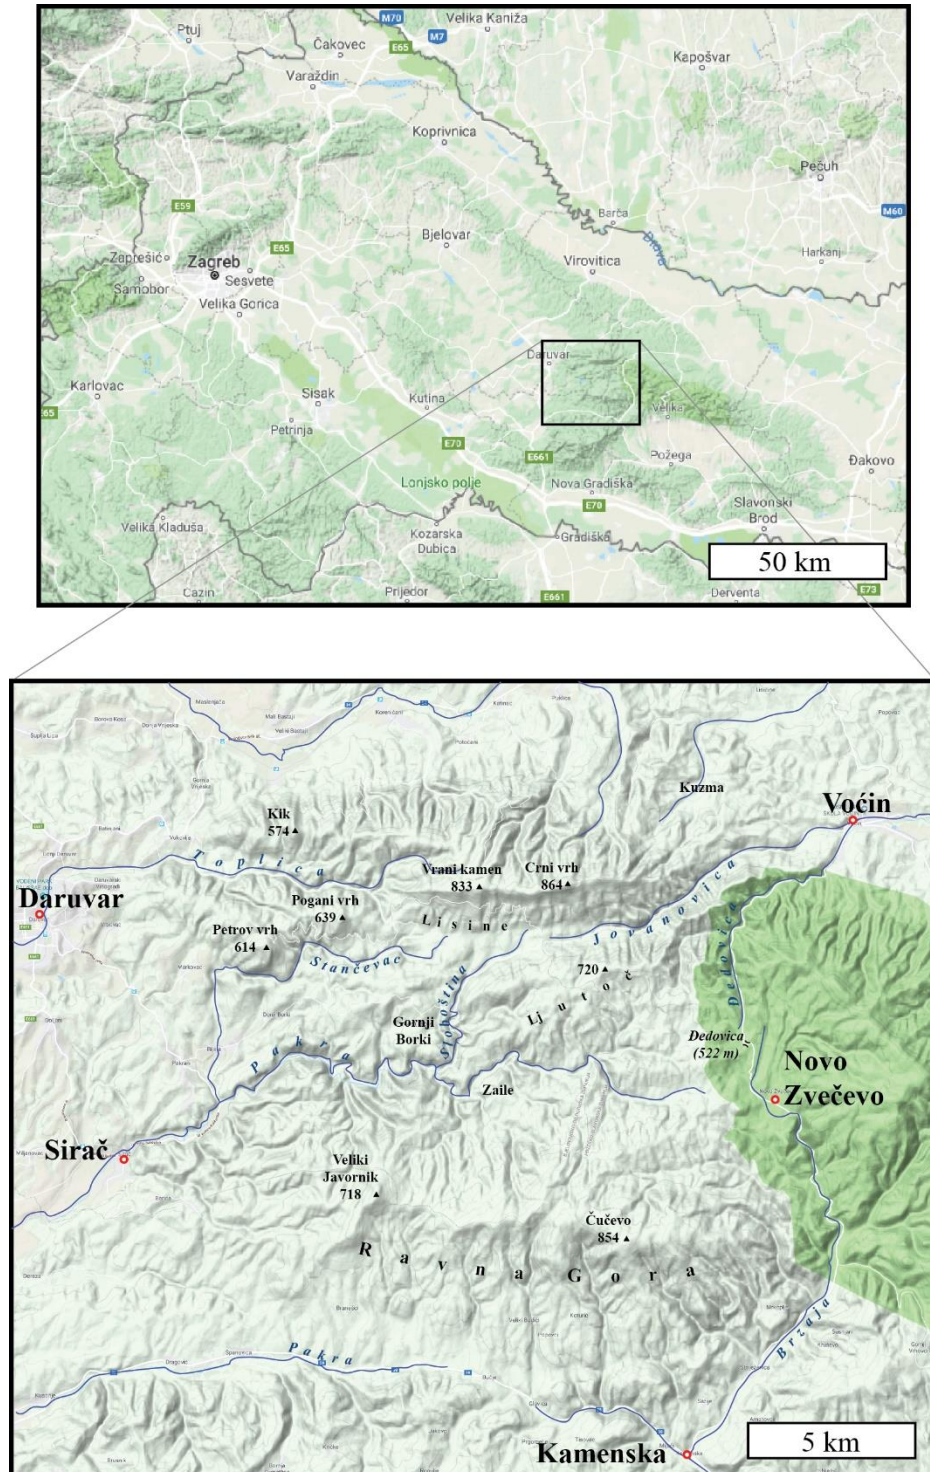 M70
Velika Kaniža
Ptuj
M7
E65
Čakovec
Kapošvar
Varaždin
Koprivnica
Pečuh
E59
M60
Barča
Bjelovar
Drava
E65
Zaprešić
Zagreb
Virovitica
Harkanj
Samobor
Sesvete
Velika Gorica
Daruvar
Karlovac
Sisak
Kutina
Velika
E65
Petrinja
E70
E661
Požega
Đakovo
Lonjsko polje
Nova Gradiška
E70
Slavonski
Brod
Velika Kladuša
Kozarska
Dubica
Gradiška
50 km
Cazin
Prijedor
E661
Derventa
E73
Kuzma
Voćin
Klk
574
Toplica
Vrani kamen
833
Crni vrh
864
Daruvar
Pogani vrh
639
Lisine
Jovanovica
Petrov vrh
614
Stančevac
Dedovica
720
Ljutoč
Sloboština
Gornji
Borki
Dedovica
(522 m)
Pakra
Novo
Zvečevo
Zaile
Sirač
Veliki
Javornik
718
Čučevo
854
Ravna Gora
Brzaja
Pakra
Kamenska
5 km